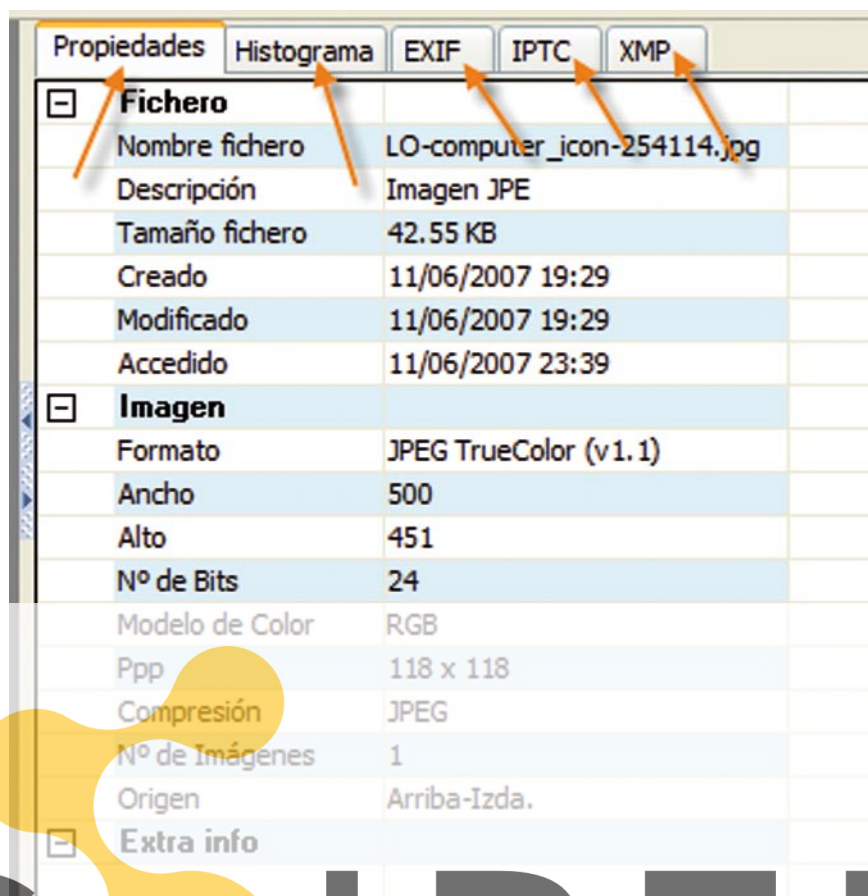 Propiedades Histograma EXIF IPTC XMP
Fichero
Nombre fichero LO-computer_icon-254114.jpg
Descripción Imagen JPE
Tamaño fichero 42.55 KB
Creado 11/06/2007 19:29
Modificado 11/06/2007 19:29
Accedido 11/06/2007 23:39
Imagen
Formato JPEG TrueColor (v1.1)
Ancho 500
Alto 451
Nº de Bits 24
Modelo de Color RGB
Ppp 118 x 118
Compresión JPEG
Nº de Imágenes 1
Origen Arriba-Izda.
Extra info